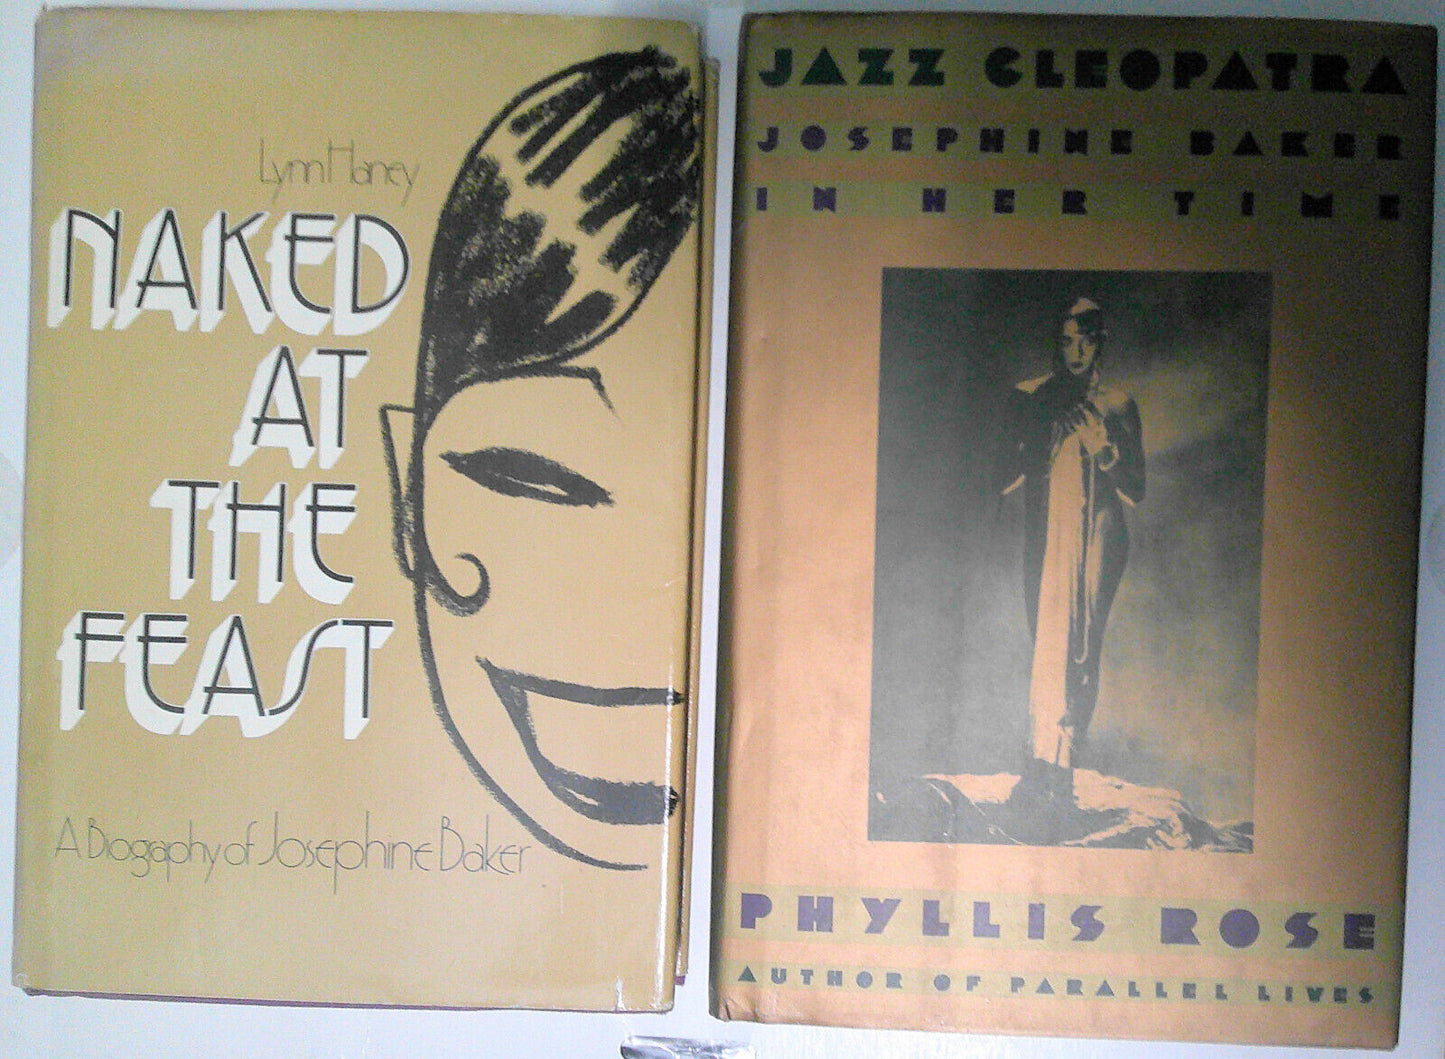 Lynn Haney
NAKED
AT
THE
FEAST
A Biography of Josephine Baker
JAZZ CLEOPATRA
JOSEPHINE BAKER
IN HER TIME
PHYLLIS ROSE
AUTHOR OF PARALLEL LIVES